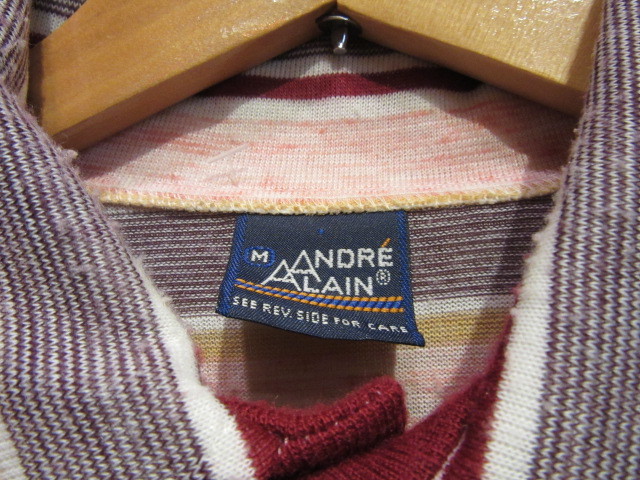 M ANDRÉ
ALAIN ®
SEE REV. SIDE FOR CARE